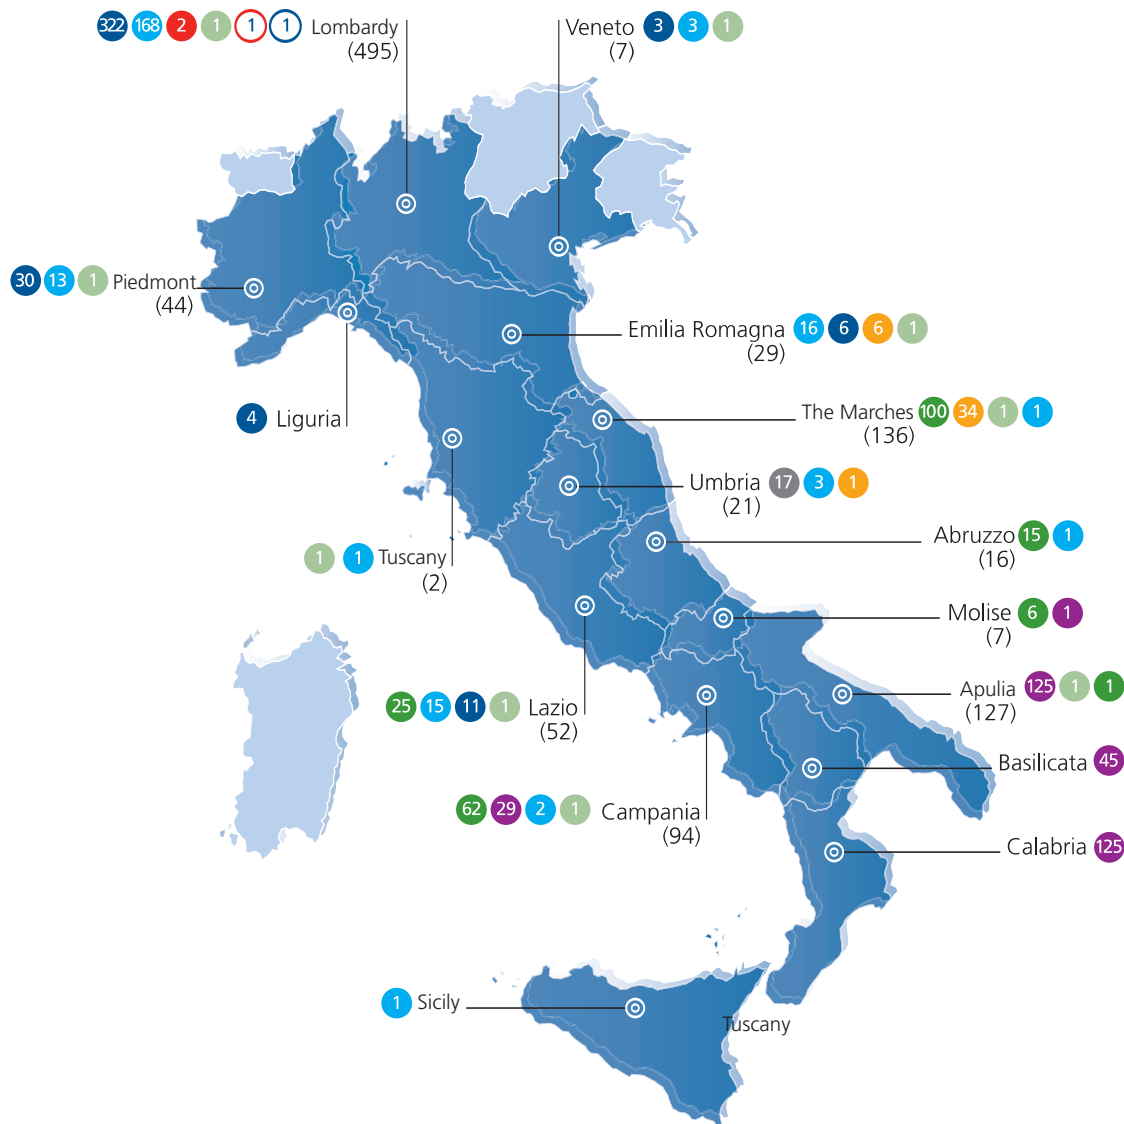 322 168 2 1 1 1 Lombardy
(495)
Veneto 3 3 1
(7)
30 13 1 Piedmont
(44)
Emilia Romagna 16 6 6 1
(29)
4 Liguria
The Marches 100 34 1 1
(136)
Umbria 17 3 1
(21)
Abruzzo 15 1
(16)
1 1 Tuscany
(2)
Molise 6 1
(7)
Apulia 125 1 1
(127)
25 15 11 1 Lazio
(52)
Basilicata 45
62 29 2 1 Campania
(94)
Calabria 125
1 Sicily
Tuscany